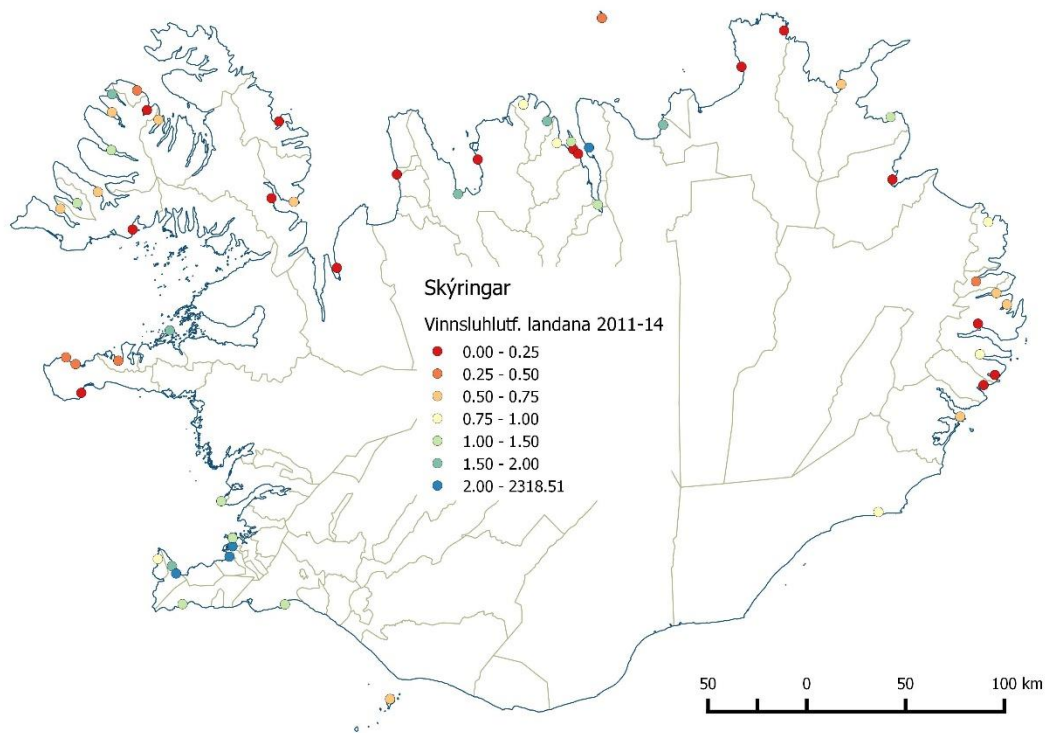 Skýringar
Vinnsluhlutf. landana 2011-14
0.00 - 0.25
0.25 - 0.50
0.50 - 0.75
0.75 - 1.00
1.00 - 1.50
1.50 - 2.00
2.00 - 2318.51
50 0 50 100 km